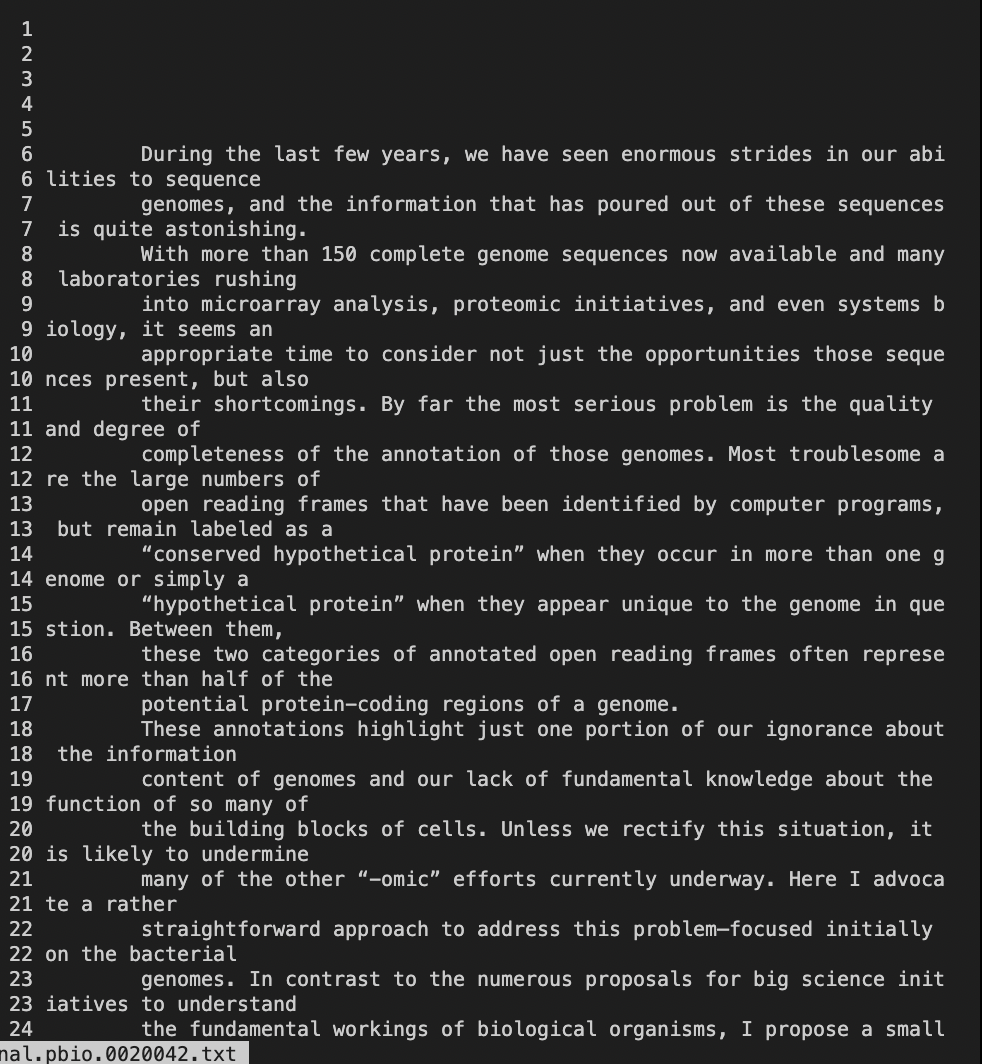 1
2
3
4
5
6 During the last few years, we have seen enormous strides in our abi
6 lities to sequence
7 genomes, and the information that has poured out of these sequences
7 is quite astonishing.
8 With more than 150 complete genome sequences now available and many
8 laboratories rushing
9 into microarray analysis, proteomic initiatives, and even systems b
9 iology, it seems an
10 appropriate time to consider not just the opportunities those seque
10 nces present, but also
11 their shortcomings. By far the most serious problem is the quality
11 and degree of
12 completeness of the annotation of those genomes. Most troublesome a
12 re the large numbers of
13 open reading frames that have been identified by computer programs,
13 but remain labeled as a
14 “conserved hypothetical protein” when they occur in more than one g
14 enome or simply a
15 “hypothetical protein” when they appear unique to the genome in que
15 stion. Between them,
16 these two categories of annotated open reading frames often represe
16 nt more than half of the
17 potential protein-coding regions of a genome.
18 These annotations highlight just one portion of our ignorance about
18 the information
19 content of genomes and our lack of fundamental knowledge about the
19 function of so many of
20 the building blocks of cells. Unless we rectify this situation, it
20 is likely to undermine
21 many of the other “-omic” efforts currently underway. Here I advoca
21 te a rather
22 straightforward approach to address this problem—focused initially
22 on the bacterial
23 genomes. In contrast to the numerous proposals for big science init
23 iatives to understand
24 the fundamental workings of biological organisms, I propose a small
nal.pbio.0020042.txt